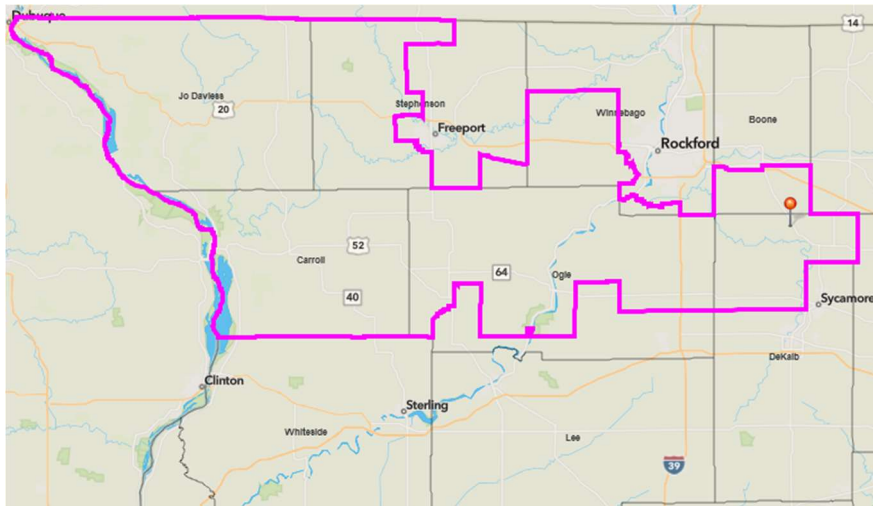 Dubuque
14
Jo Daviess
20
Stephenson
Freeport
Winnebago
Rockford
Boone
52
Carroll
40
64
Ogle
Sycamore
DeKalb
Clinton
Sterling
Whiteside
Lee
39